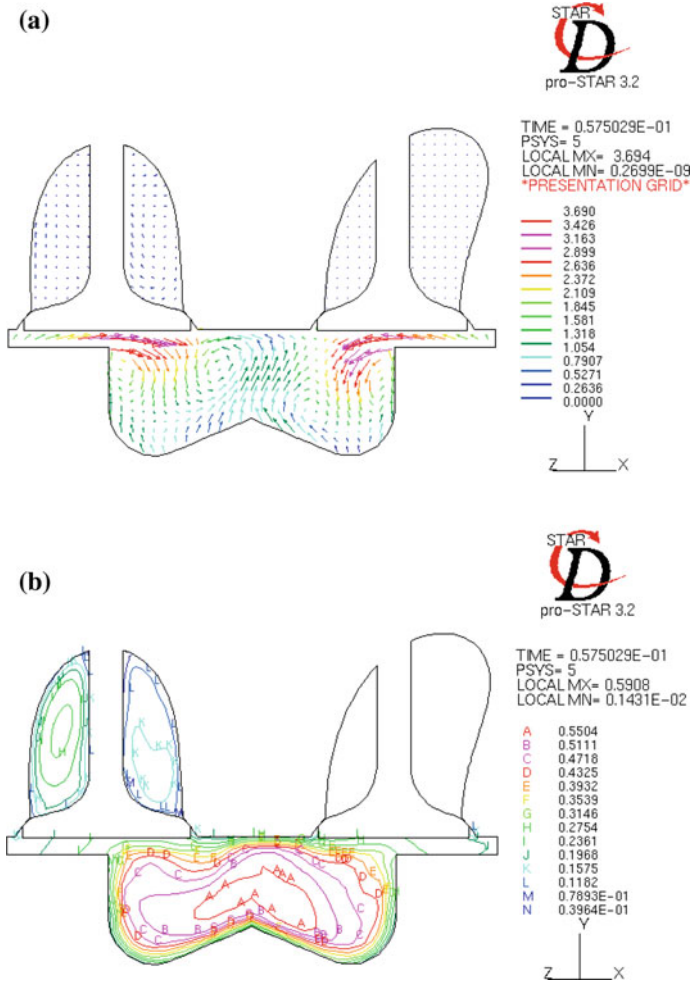 (a)
STAR
D
pro-STAR 3.2
TIME = 0.575029E-01
PSYS= 5
LOCAL MX= 3.694
LOCAL MN= 0.2699E-09
*PRESENTATION GRID*
3.690
3.426
3.163
2.899
2.636
2.372
2.109
1.845
1.581
1.318
1.054
0.7907
0.5271
0.2636
0.0000
Y
Z X
(b)
STAR
D
pro-STAR 3.2
TIME = 0.575029E-01
PSYS= 5
LOCAL MX= 0.5908
LOCAL MN= 0.1431E-02
A 0.5504
B 0.5111
C 0.4718
D 0.4325
E 0.3932
F 0.3539
G 0.3146
H 0.2754
I 0.2361
J 0.1968
K 0.1575
L 0.1182
M 0.7893E-01
N 0.3964E-01
Y
Z X